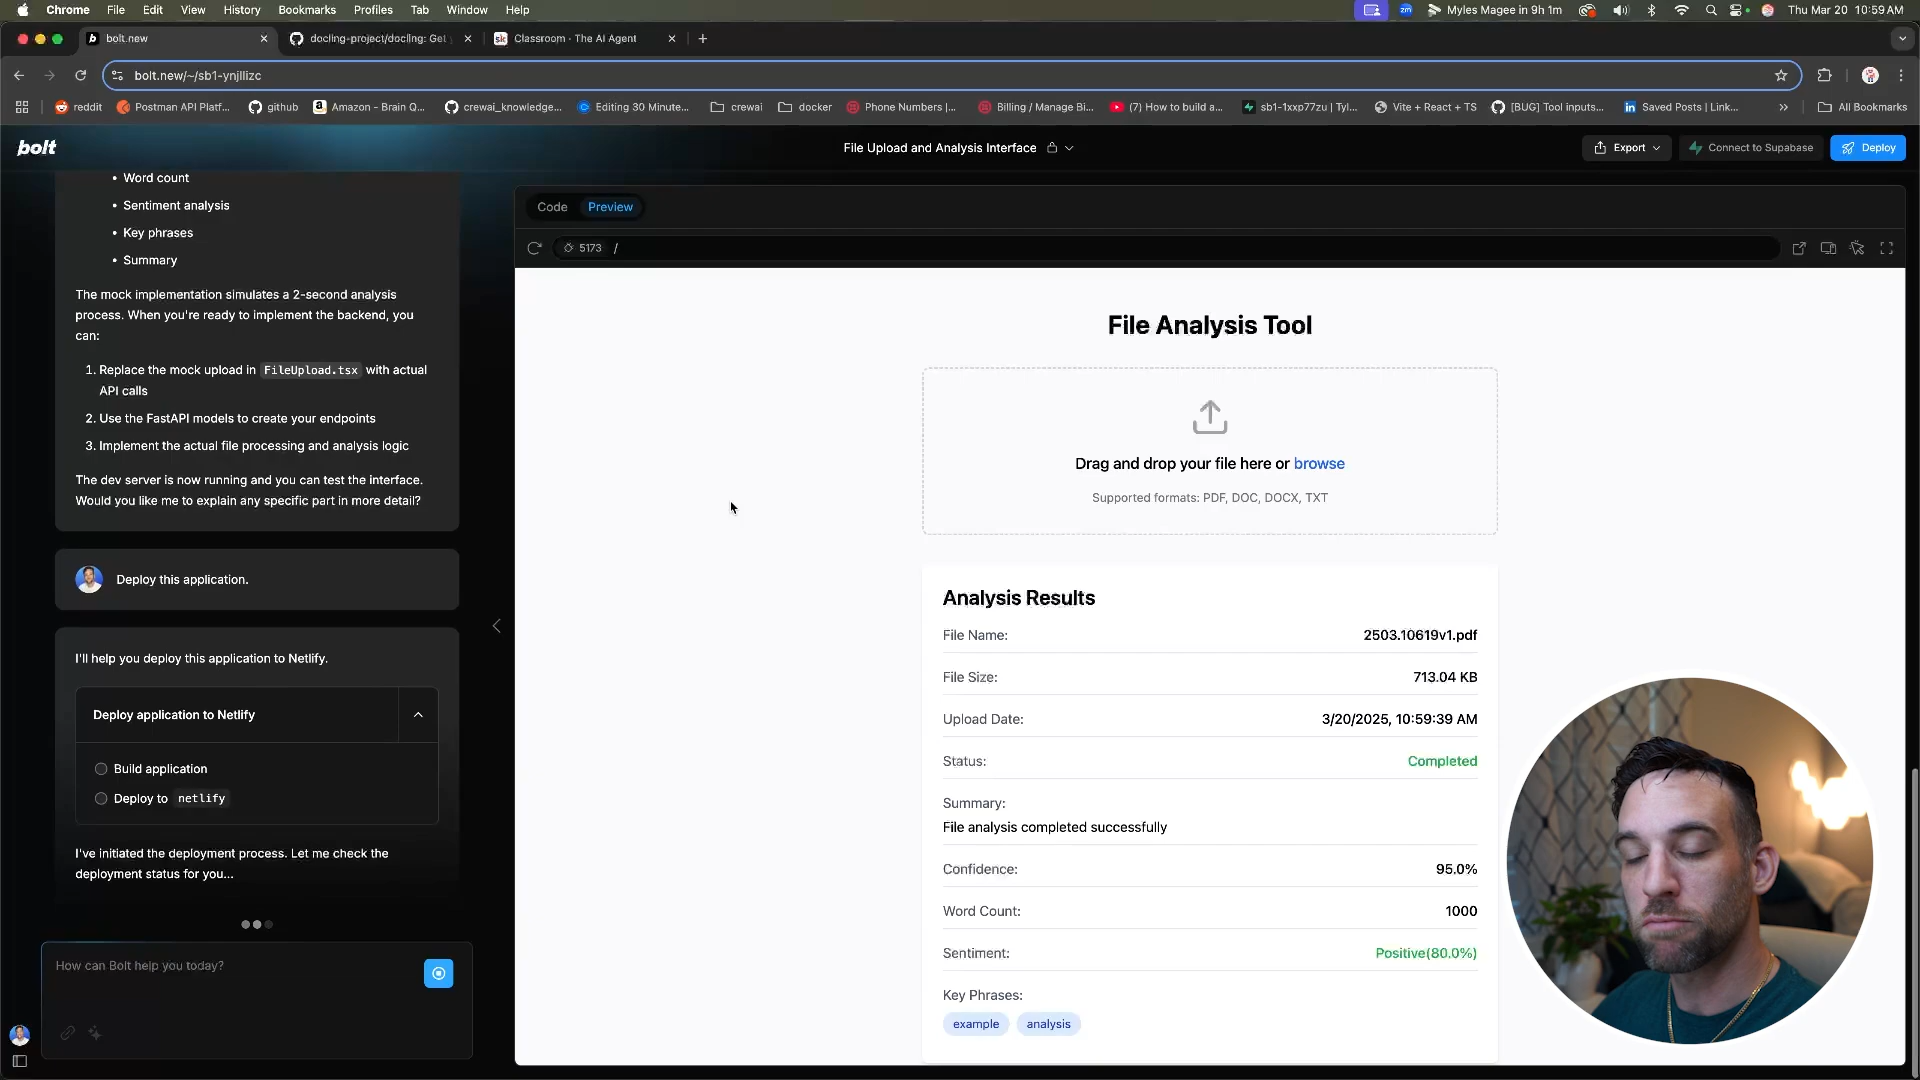 Chrome File Edit View History Bookmarks Profiles Tab Window Help
zm Myles Magee in 9h 1m Thu Mar 20 10:59 AM
bolt.new
docling-project/docling: Get
Classroom · The AI Agent
bolt.new/~/sb1-ynjllizc
reddit
Postman API Platf...
github
Amazon - Brain Q...
crewai_knowledge...
Editing 30 Minute...
crewai
docker
Phone Numbers |...
Billing / Manage Bi...
(7) How to build a...
sb1-1xxp77zu | Tyl...
Vite + React + TS
[BUG] Tool inputs...
Saved Posts | Link...
All Bookmarks
bolt
File Upload and Analysis Interface
Export
Connect to Supabase
Deploy
• Word count
• Sentiment analysis
• Key phrases
• Summary
The mock implementation simulates a 2-second analysis
process. When you're ready to implement the backend, you
can:
1. Replace the mock upload in FileUpload.tsx with actual
API calls
2. Use the FastAPI models to create your endpoints
3. Implement the actual file processing and analysis logic
The dev server is now running and you can test the interface.
Would you like me to explain any specific part in more detail?
Deploy this application.
I'll help you deploy this application to Netlify.
Deploy application to Netlify
Build application
Deploy to netlify
I've initiated the deployment process. Let me check the
deployment status for you...
How can Bolt help you today?
Code
Preview
5173 /
File Analysis Tool
Drag and drop your file here or browse
Supported formats: PDF, DOC, DOCX, TXT
Analysis Results
File Name: 2503.10619v1.pdf
File Size: 713.04 KB
Upload Date: 3/20/2025, 10:59:39 AM
Status: Completed
Summary:
File analysis completed successfully
Confidence: 95.0%
Word Count: 1000
Sentiment: Positive(80.0%)
Key Phrases:
example
analysis